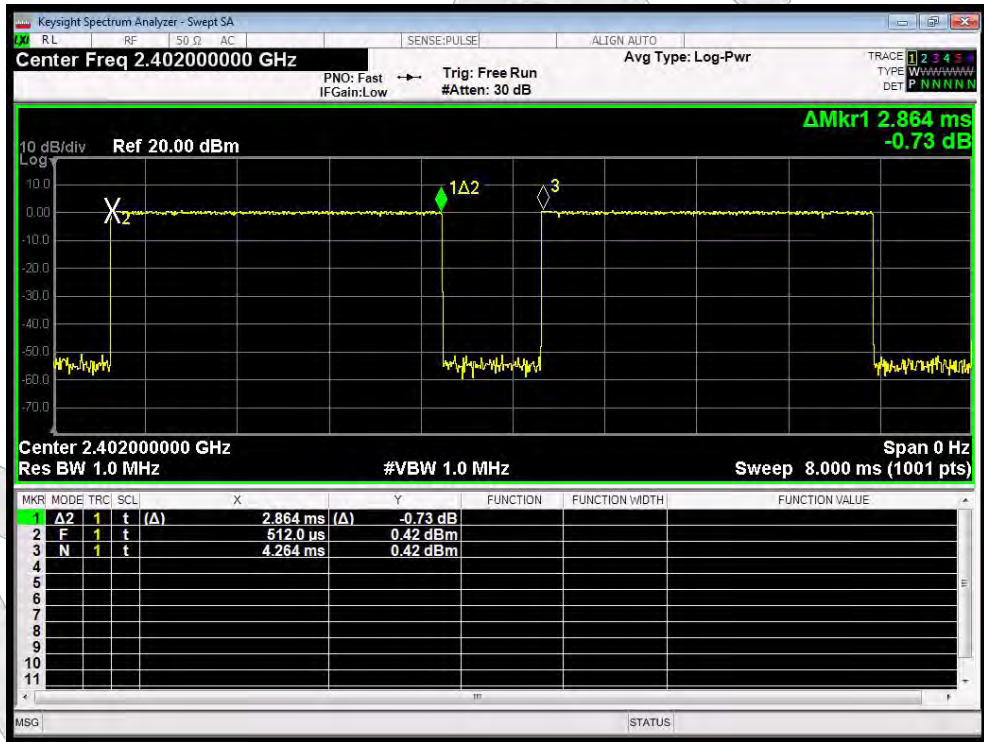 Keysight Spectrum Analyzer - Swept SA
LXI RL RF 50 Ω AC SENSE:PULSE ALIGN AUTO
Center Freq 2.402000000 GHz
PNO: Fast
IFGain:Low
Trig: Free Run
#Atten: 30 dB
Avg Type: Log-Pwr
TRACE 1 2 3 4 5 6
TYPE W
DET P N N N N N
ΔMkr1 2.864 ms
-0.73 dB
10 dB/div Ref 20.00 dBm
Log
10.0
0.00
-10.0
-20.0
-30.0
-40.0
-50.0
-60.0
-70.0
2
1Δ2
3
Center 2.402000000 GHz Span 0 Hz
Res BW 1.0 MHz #VBW 1.0 MHz Sweep 8.000 ms (1001 pts)
MKR MODE TRC SCL X Y FUNCTION FUNCTION WIDTH FUNCTION VALUE
1 Δ2 1 t (Δ) 2.864 ms (Δ) -0.73 dB
2 F 1 t 512.0 µs 0.42 dBm
3 N 1 t 4.264 ms 0.42 dBm
4
5
6
7
8
9
10
11
MSG STATUS